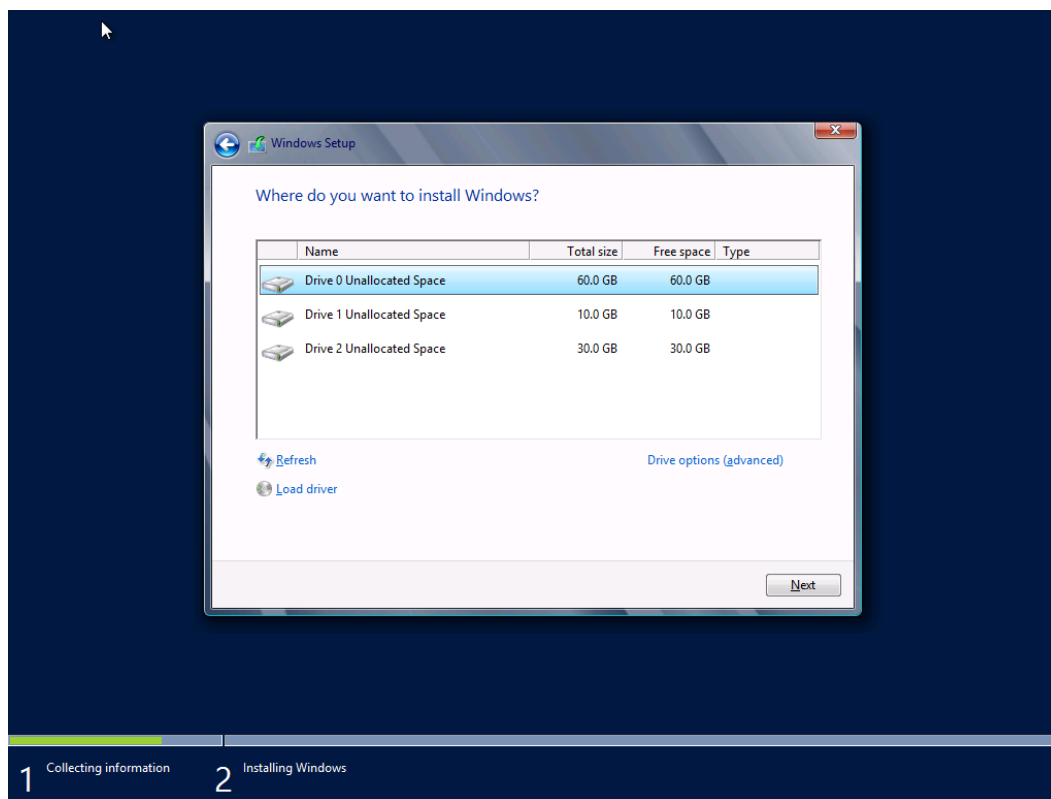 Windows Setup
Where do you want to install Windows?
Name Total size Free space Type
Drive 0 Unallocated Space 60.0 GB 60.0 GB
Drive 1 Unallocated Space 10.0 GB 10.0 GB
Drive 2 Unallocated Space 30.0 GB 30.0 GB
Refresh Drive options (advanced)
Load driver
Next
1 Collecting information 2 Installing Windows